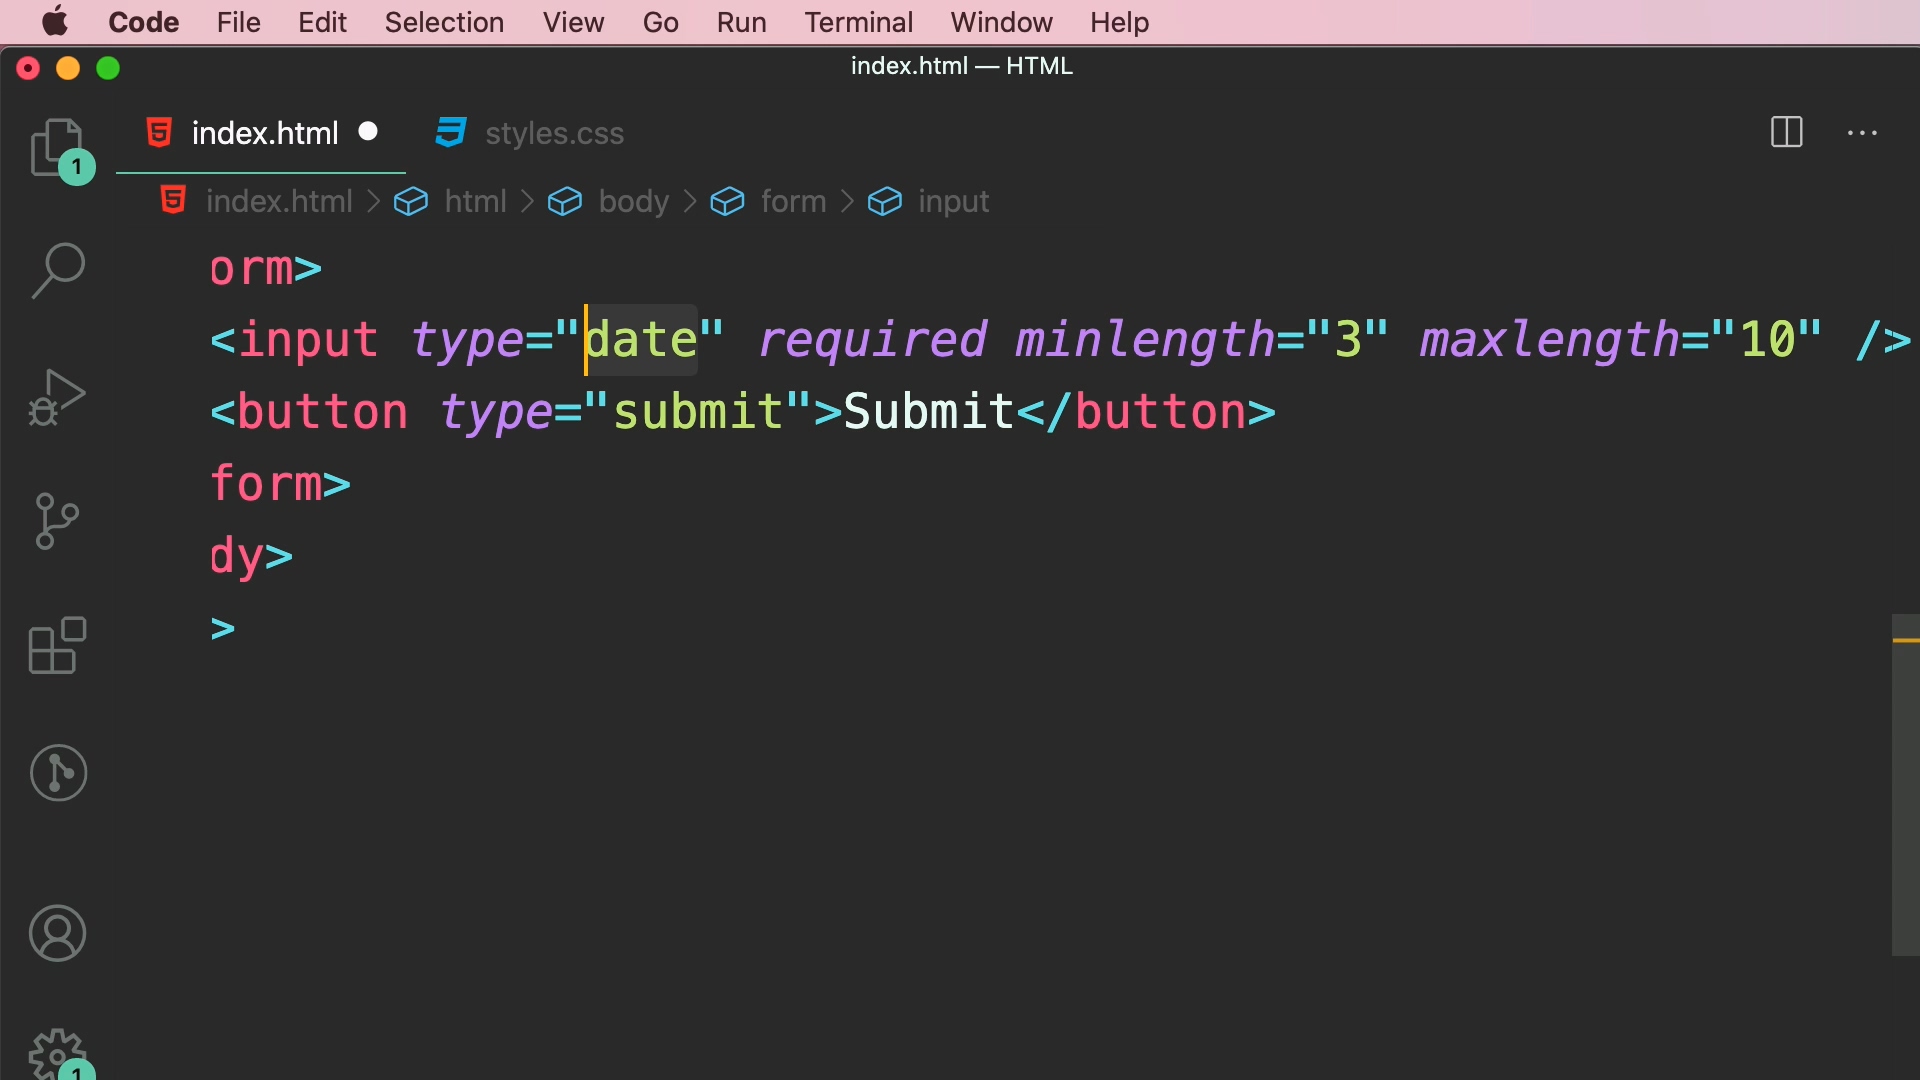 Code File Edit Selection View Go Run Terminal Window Help
index.html — HTML
index.html styles.css
index.html > html > body > form > input
orm>
<input type="date" required minlength="3" maxlength="10" />
<button type="submit">Submit</button>
form>
dy>
>
1
1